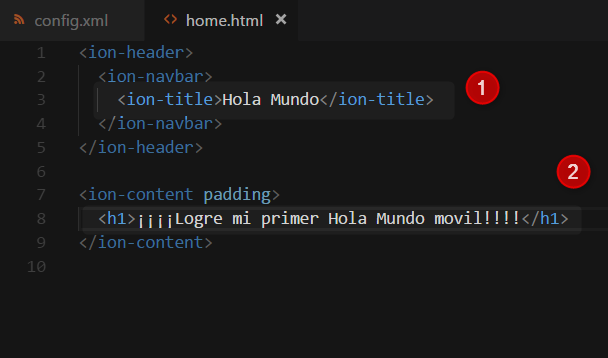 config.xml
home.html
1 <ion-header>
2 <ion-navbar>
3 <ion-title>Hola Mundo</ion-title>
1
4 </ion-navbar>
5 </ion-header>
6
2
7 <ion-content padding>
8 <h1>¡¡¡¡Logre mi primer Hola Mundo movil!!!!</h1>
9 </ion-content>
10